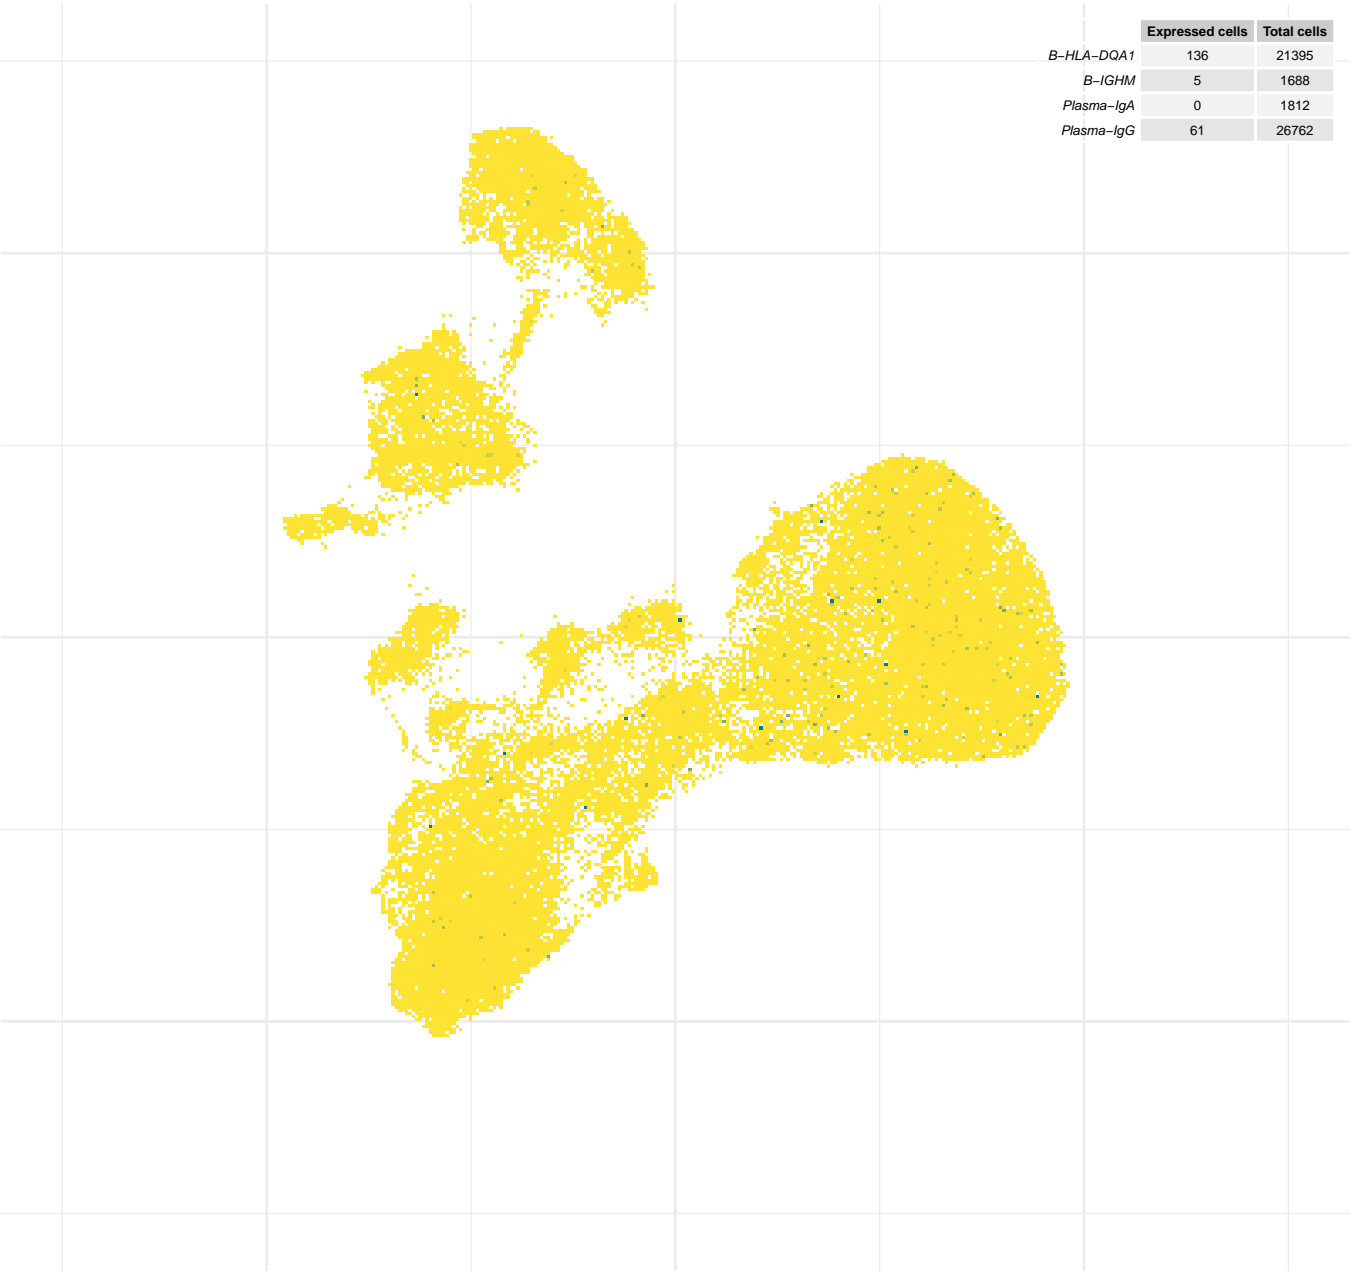 Expressed cells Total cells
B−HLA−DQA1 136 21395
B−IGHM 5 1688
Plasma−IgA 0 1812
Plasma−IgG 61 26762